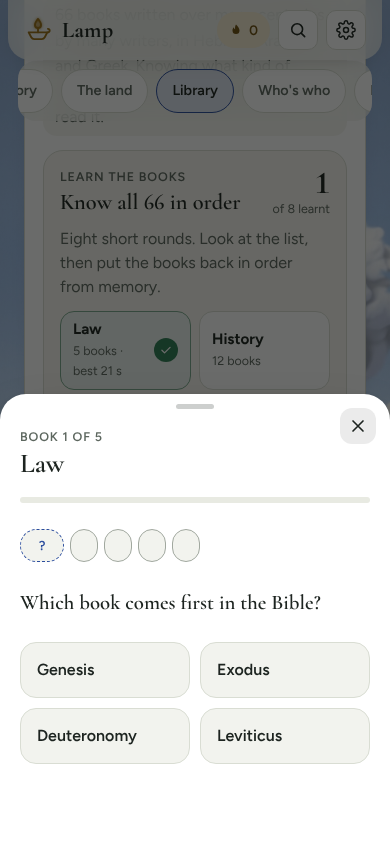 Lamp
0
ory
The land
Library
Who's who
read it.
LEARN THE BOOKS
Know all 66 in order
1
of 8 learnt
Eight short rounds. Look at the list,
then put the books back in order
from memory.
Law
5 books ·
best 21 s
History
12 books
BOOK 1 OF 5
Law
?
Which book comes first in the Bible?
Genesis
Exodus
Deuteronomy
Leviticus